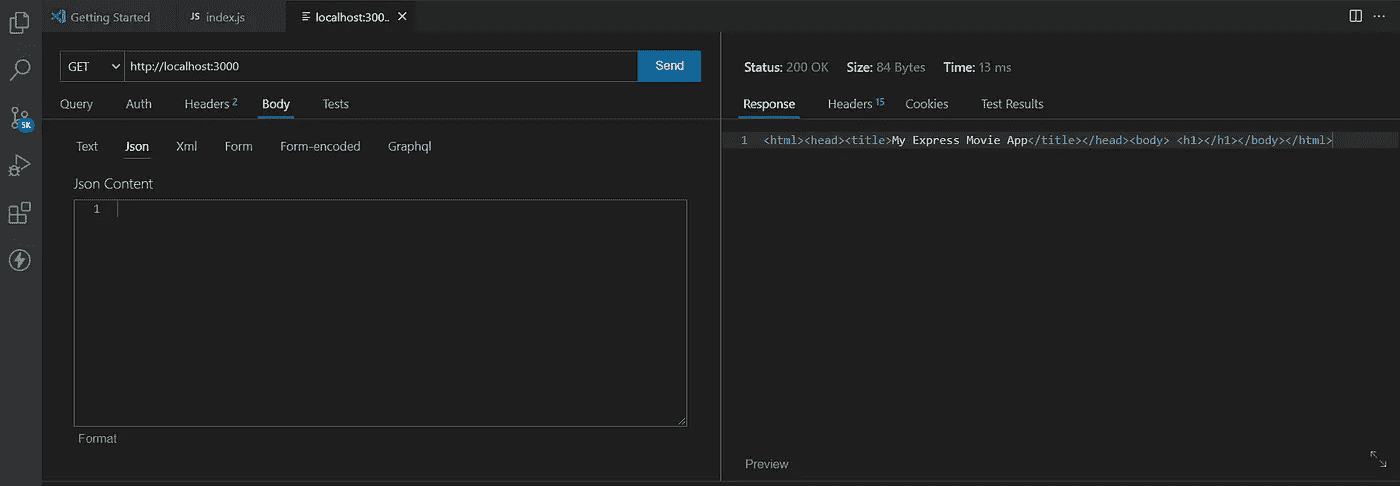 Getting Started JS index.js localhost:300..
GET http://localhost:3000 Send
Status: 200 OK Size: 84 Bytes Time: 13 ms
Query Auth Headers 2 Body Tests
Response Headers 15 Cookies Test Results
5K
Text Json Xml Form Form-encoded Graphql
1 <html><head><title>My Express Movie App</title></head><body> <h1></h1></body></html>
Json Content
1
Format
Preview